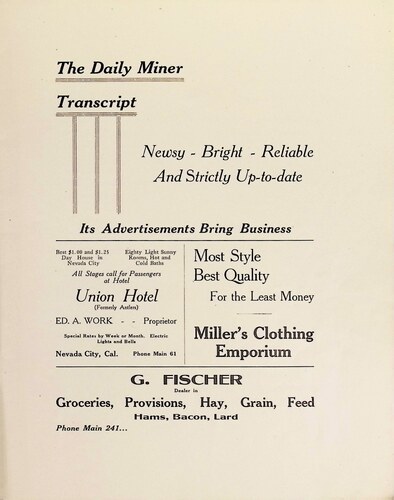 The Daily Miner
Transcript
Newsy - Bright - Reliable
And Strictly Up-to-date
Its Advertisements Bring Business
Best $1.00 and $1.25
Day House in
Nevada City
Eighty Light Sunny
Rooms, Hot and
Cold Baths
All Stages call for Passengers
at Hotel
Union Hotel
(Formerly Astless)
ED. A. WORK - - Proprietor
Special Rates by Week or Month. Electric
Lights and Bells
Nevada City, Cal. Phone Main 61
Most Style
Best Quality
For the Least Money
Miller's Clothing
Emporium
G. FISCHER
Dealer in
Groceries, Provisions, Hay, Grain, Feed
Hams, Bacon, Lard
Phone Main 241...